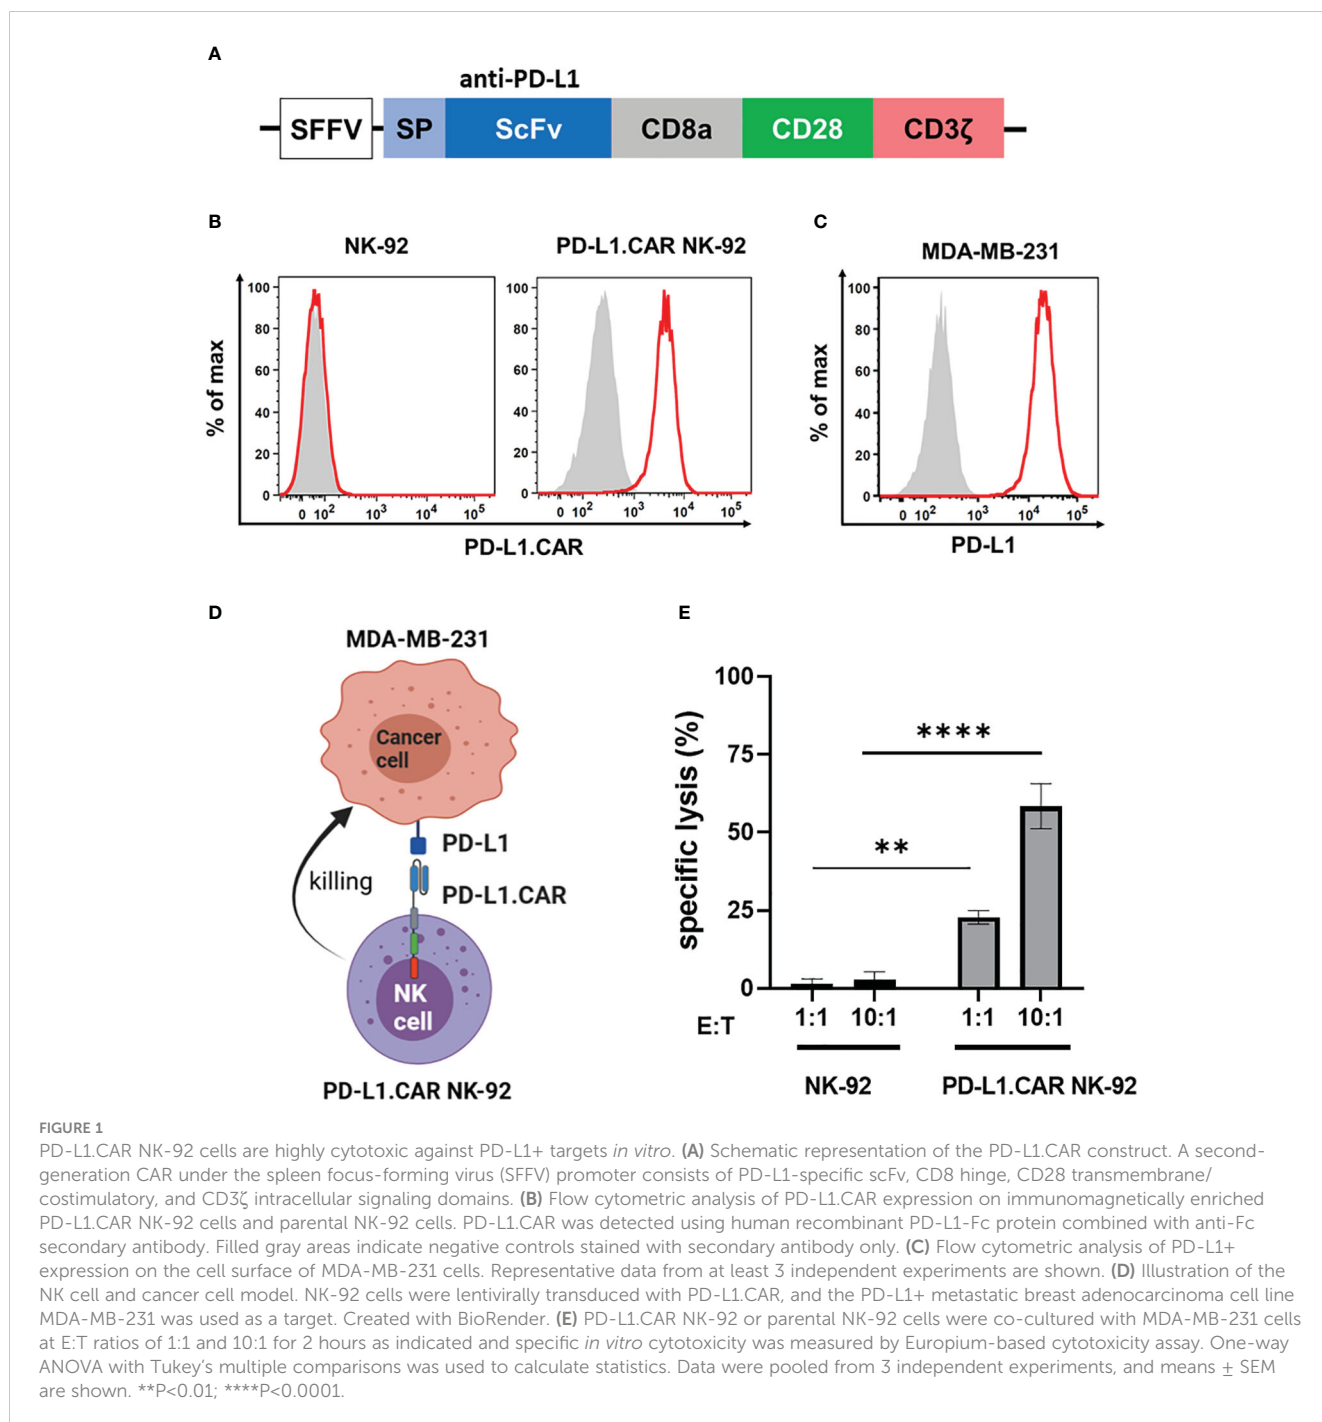 A
anti-PD-L1
SFFV SP ScFv CD8a CD28 CD3ζ
B
NK-92
PD-L1.CAR NK-92
% of max
100
80
60
40
20
0
0 10² 10³ 10⁴ 10⁵
100
80
60
40
20
0
0 10² 10³ 10⁴ 10⁵
PD-L1.CAR
C
MDA-MB-231
% of max
100
80
60
40
20
0
0 10² 10³ 10⁴ 10⁵
PD-L1
D
MDA-MB-231
Cancer
cell
PD-L1
killing
PD-L1.CAR
NK
cell
PD-L1.CAR NK-92
E
specific lysis (%)
100
75
50
25
0
****
**
E:T 1:1 10:1 1:1 10:1
NK-92 PD-L1.CAR NK-92
FIGURE 1
PD-L1.CAR NK-92 cells are highly cytotoxic against PD-L1+ targets in vitro. (A) Schematic representation of the PD-L1.CAR construct. A second-
generation CAR under the spleen focus-forming virus (SFFV) promoter consists of PD-L1-specific scFv, CD8 hinge, CD28 transmembrane/
costimulatory, and CD3ζ intracellular signaling domains. (B) Flow cytometric analysis of PD-L1.CAR expression on immunomagnetically enriched
PD-L1.CAR NK-92 cells and parental NK-92 cells. PD-L1.CAR was detected using human recombinant PD-L1-Fc protein combined with anti-Fc
secondary antibody. Filled gray areas indicate negative controls stained with secondary antibody only. (C) Flow cytometric analysis of PD-L1+
expression on the cell surface of MDA-MB-231 cells. Representative data from at least 3 independent experiments are shown. (D) Illustration of the
NK cell and cancer cell model. NK-92 cells were lentivirally transduced with PD-L1.CAR, and the PD-L1+ metastatic breast adenocarcinoma cell line
MDA-MB-231 was used as a target. Created with BioRender. (E) PD-L1.CAR NK-92 or parental NK-92 cells were co-cultured with MDA-MB-231 cells
at E:T ratios of 1:1 and 10:1 for 2 hours as indicated and specific in vitro cytotoxicity was measured by Europium-based cytotoxicity assay. One-way
ANOVA with Tukey’s multiple comparisons was used to calculate statistics. Data were pooled from 3 independent experiments, and means ± SEM
are shown. **P<0.01; ****P<0.0001.